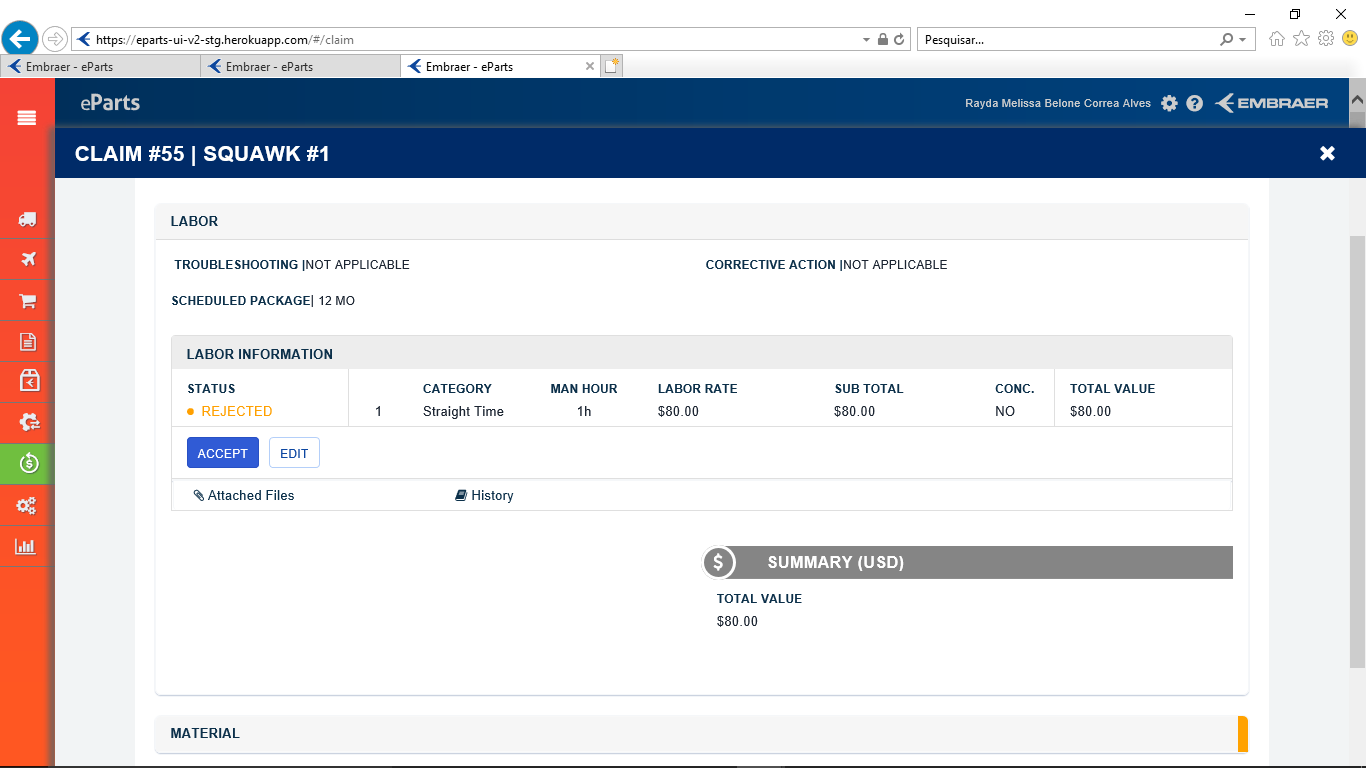 https://eparts-ui-v2-stg.herokuapp.com/#/claim
Pesquisar...
Embraer - eParts
Embraer - eParts
Embraer - eParts
eParts
Rayda Melissa Belone Correa Alves
EMBRAER
CLAIM #55 | SQUAWK #1
LABOR
TROUBLESHOOTING |NOT APPLICABLE
CORRECTIVE ACTION |NOT APPLICABLE
SCHEDULED PACKAGE| 12 MO
LABOR INFORMATION
STATUS CATEGORY MAN HOUR LABOR RATE SUB TOTAL CONC. TOTAL VALUE
REJECTED 1 Straight Time 1h $80.00 $80.00 NO $80.00
ACCEPT EDIT
Attached Files History
$ SUMMARY (USD)
TOTAL VALUE
$80.00
MATERIAL